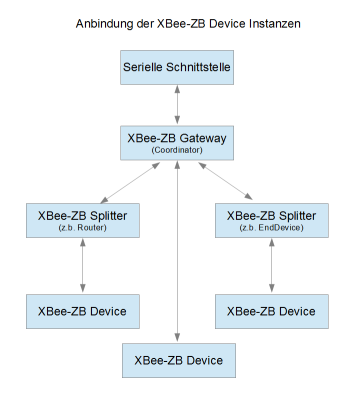 Anbindung der XBee-ZB Device Instanzen
Serielle Schnittstelle
XBee-ZB Gateway
(Coordinator)
XBee-ZB Splitter
(z.b. Router)
XBee-ZB Splitter
(z.b. EndDevice)
XBee-ZB Device
XBee-ZB Device
XBee-ZB Device